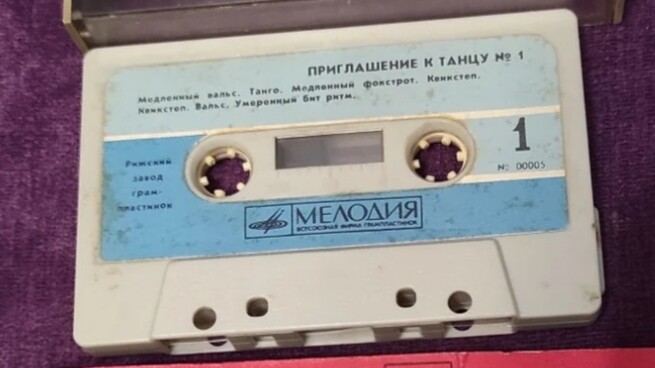 ПРИГЛАШЕНИЕ К ТАНЦУ № 1
Медленный вальс. Танго. Медленный фокстрот. Квикстеп.
Квикстеп. Вальс, Умеренный бит ритм.
1
№ 00005
Рижский
завод
грам-
пластинок
МЕЛОДИЯ
ВСЕСОЮЗНАЯ ФИРМА ГРАМПЛАСТИНОК